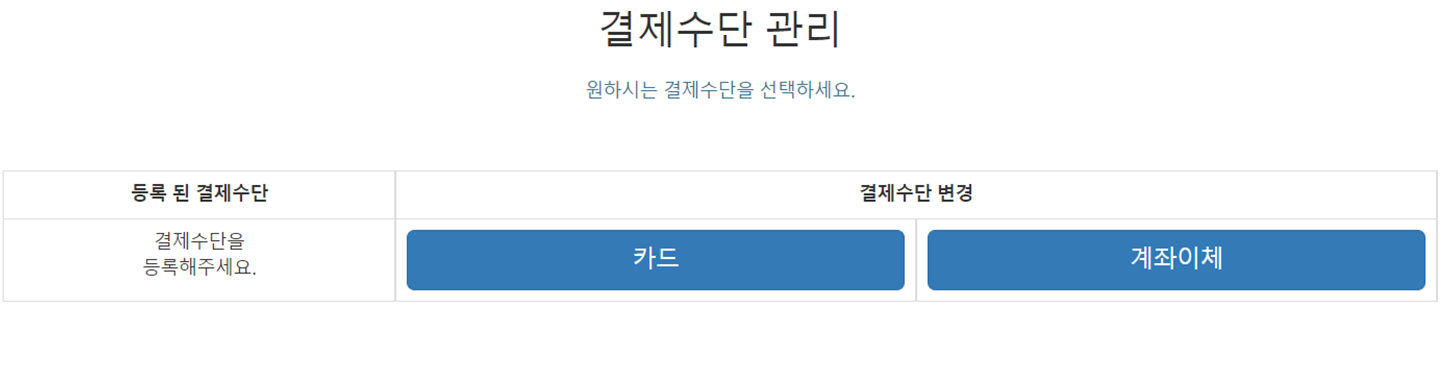 결제수단 관리
원하시는 결제수단을 선택하세요.
등록 된 결제수단
결제수단 변경
결제수단을
등록해주세요.
카드
계좌이체